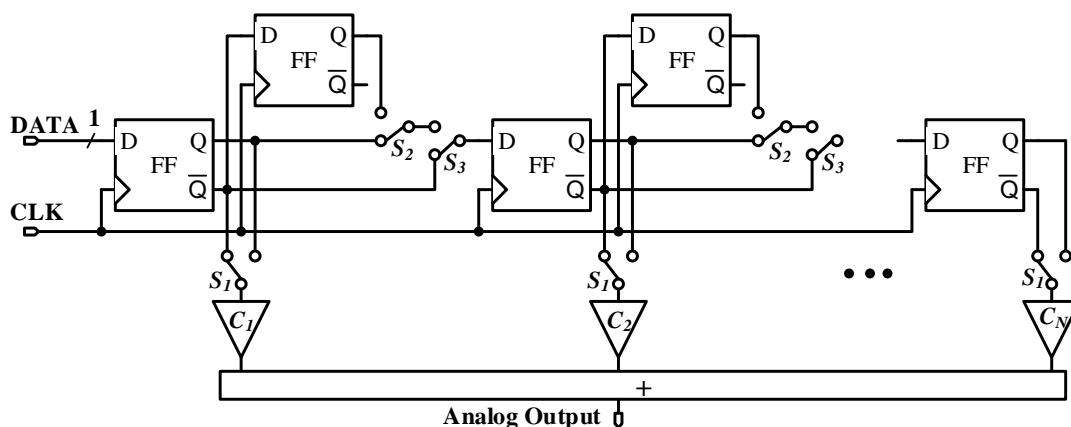 D Q
FF
Q̅
D Q
FF
Q̅
DATA 1
D Q
FF
Q̅
S2
S3
D Q
FF
Q̅
S2
S3
D Q
FF
Q̅
CLK
S1
S1
S1
C1
C2
CN
+
Analog Output